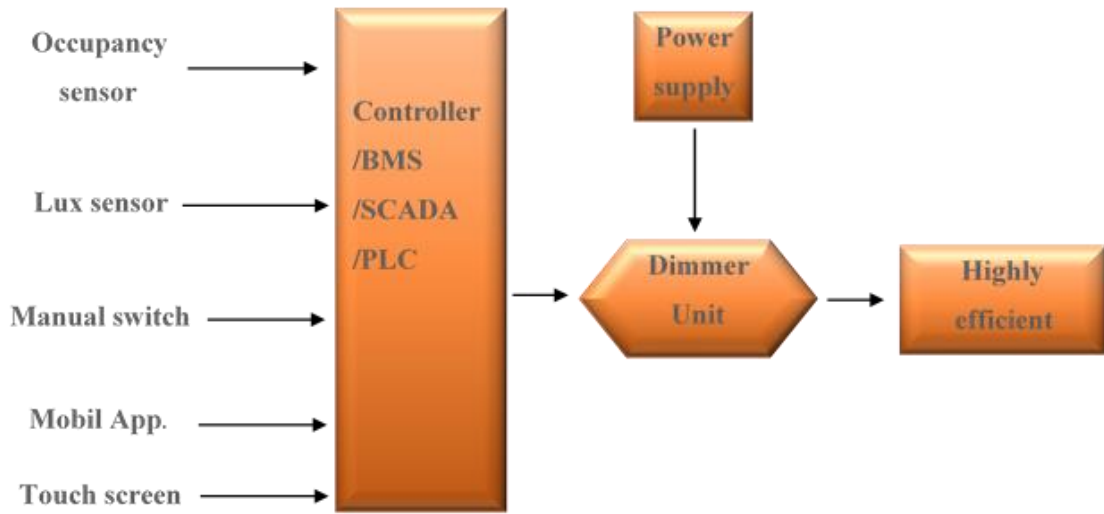 Occupancy
sensor
Lux sensor
Manual switch
Mobil App.
Touch screen
Controller
/BMS
/SCADA
/PLC
Power
supply
Dimmer
Unit
Highly
efficient